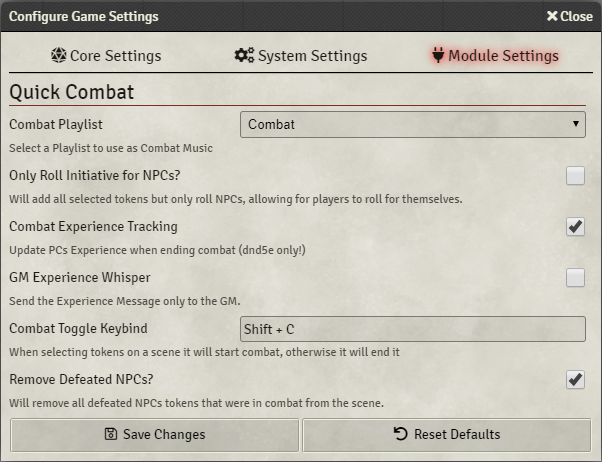 Configure Game Settings
Close
Core Settings
System Settings
Module Settings
Quick Combat
Combat Playlist
Combat
Select a Playlist to use as Combat Music
Only Roll Initiative for NPCs?
Will add all selected tokens but only roll NPCs, allowing for players to roll for themselves.
Combat Experience Tracking
Update PCs Experience when ending combat (dnd5e only!)
GM Experience Whisper
Send the Experience Message only to the GM.
Combat Toggle Keybind
Shift + C
When selecting tokens on a scene it will start combat, otherwise it will end it
Remove Defeated NPCs?
Will remove all defeated NPCs tokens that were in combat from the scene.
Save Changes
Reset Defaults